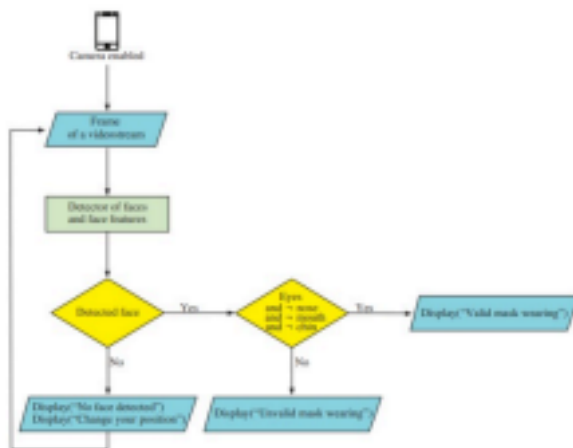 Camera enabled
Frame
of a videostream
Detector of faces
and face features
Detected face
Yes
Eyes
and ¬ nose
and ¬ mouth
and ¬ chin
Yes
Display("Valid mask wearing")
No
No
Display("No face detected")
Display("Change your position")
Display("Unvalid mask wearing")